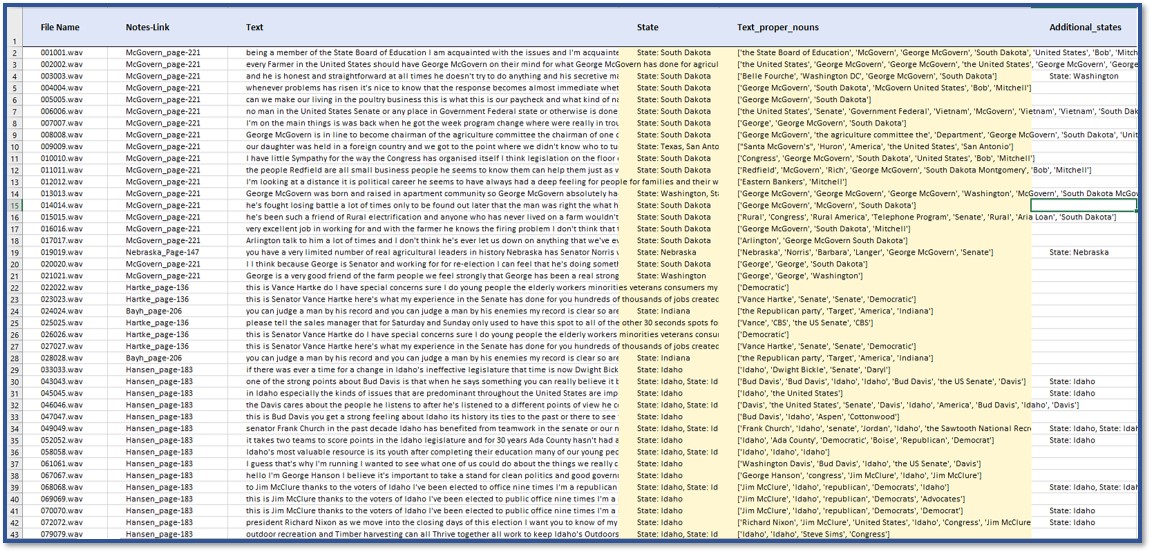 File Name Notes-Link Text State Text_proper_nouns Additional_states
1
2 001001.wav McGovern_page-221 being a member of the State Board of Education I am acquainted with the issues and I'm acquainte State: South Dakota ['the State Board of Education', 'McGovern', 'George McGovern', 'South Dakota', 'United States', 'Bob', 'Mitch
3 002002.wav McGovern_page-221 every Farmer in the United States should have George McGovern on their mind for what George McGovern has done for agricul ['the United States', 'George McGovern', 'George McGovern', 'the United States', 'George McGovern', 'George
4 003003.wav McGovern_page-221 and he is honest and straightforward at all times he doesn't try to do anything and his secretive ma State: South Dakota ['Belle Fourche', 'Washington DC', 'George McGovern', 'South Dakota'] State: Washington
5 004004.wav McGovern_page-221 whenever problems has risen it's nice to know that the response becomes almost immediate whet State: South Dakota ['George McGovern', 'South Dakota', 'McGovern United States', 'Bob', 'Mitchell']
6 005005.wav McGovern_page-221 can we make our living in the poultry business this is what this is our paycheck and what kind of ni State: South Dakota ['George McGovern', 'South Dakota']
7 006006.wav McGovern_page-221 no man in the United States Senate or any place in Government Federal state or otherwise is done State: South Dakota ['the United States', 'Senate', 'Government Federal', 'Vietnam', 'McGovern', 'Vietnam', 'Vietnam', 'South Dak
8 007007.wav McGovern_page-221 I'm on the main things is was back when he got the week program change where were really in trou State: South Dakota ['George', 'George McGovern', 'South Dakota']
9 008008.wav McGovern_page-221 George McGovern is in line to become chairman of the agriculture committee the chairman of one c State: South Dakota ['George McGovern', 'the agriculture committee the', 'Department', 'George McGovern', 'South Dakota', 'Unit
10 009009.wav McGovern_page-221 our daughter was held in a foreign country and we got to the point where we didn't know who to tu State: Texas, San Anto ["Santa McGovern's", 'Huron', 'America', 'the United States', 'San Antonio']
11 010010.wav McGovern_page-221 I have little Sympathy for the way the Congress has organised itself I think legislation on the floor State: South Dakota ['Congress', 'George McGovern', 'South Dakota', 'United States', 'Bob', 'Mitchell']
12 011011.wav McGovern_page-221 the people Redfield are all small business people he seems to know them can help them just as v State: South Dakota ['Redfield', 'McGovern', 'Rich', 'George McGovern', 'South Dakota Montgomery', 'Bob', 'Mitchell']
13 012012.wav McGovern_page-221 I'm looking at a distance it is political career he seems to have always had a deep feeling for people for families and their w ['Eastern Bankers', 'Mitchell']
14 013013.wav McGovern_page-221 George McGovern was and raised in apartment community so George McGovern absolutely ha State: Washington, St ['George McGovern', 'George McGovern', 'George McGovern', 'Washington', 'McGovern', 'South Dakota McGov
15 014014.wav McGovern_page-221 he's fought losing battle a lot of times only to be found out later that the man was right the what h State: South Dakota ['George McGovern', 'McGovern', 'South Dakota']
16 015015.wav McGovern_page-221 he's been such a friend of Rural electrification and anyone who has never lived on a farm wouldn't State: South Dakota ['Rural', 'Congress', 'Rural America', 'Telephone Program', 'Senate', 'Rural', 'Aria Loan', 'South Dakota']
17 016016.wav McGovern_page-221 very excellent job in working for and with the farmer he knows the firing problem I don't think that t State: South Dakota ['George McGovern', 'South Dakota', 'Mitchell']
18 017017.wav McGovern_page-221 Arlington talk to him a lot of times and I don't think he's ever let us down on anything that we've ev State: South Dakota ['Arlington', 'George McGovern South Dakota']
19 019019.wav Nebraska_Page-147 you have a very limited number of real agricultural leaders in history Nebraska has Senator Norris v State: Nebraska ['Nebraska', 'Norris', 'Barbara', 'Langer', 'George McGovern', 'Senate'] State: Nebraska
20 020020.wav McGovern_page-221 I I think because George is Senator and working for for re-election I can feel that he's doing somet State: South Dakota ['George', 'George', 'South Dakota']
21 021021.wav McGovern_page-221 George is a very good friend of the farm people we feel strongly that George has been a real strong State: Washington ['George', 'George', 'Washington']
22 022022.wav Hartke_page-136 this is Vance Hartke do I have special concerns sure I do young people the elderly workers minorities veterans consumers my ['Democratic']
23 023023.wav Hartke_page-136 this is Senator Vance Hartke here's what my experience in the Senate has done for you hundreds of thousands of jobs createc ['Vance Hartke', 'Senate', 'Senate', 'Democratic']
24 024024.wav Bayh_page-206 you can judge a man by his record and you can judge a man by his enemies my record is clear so are State: Indiana ['the Republican party', 'Target', 'America', 'Indiana']
25 025025.wav Hartke_page-136 please tell the sales manager that for Saturday and Sunday only used to have this spot to all of the other 30 seconds spots fo ['Vance', 'CBS', 'the US Senate', 'CBS']
26 026026.wav Hartke_page-136 this is Vance Hartke do I have special concerns sure I do young people the elderly workers minorities veterans consu ['Democratic']
27 027027.wav Hartke_page-136 this is Senator Vance Hartke here's what my experience in the Senate has done for you hundreds of thousands of jobs createc ['Vance Hartke', 'Senate', 'Senate', 'Democratic']
28 028028.wav Bayh_page-206 you can judge a man by his record and you can judge a man by his enemies my record is clear so are State: Indiana ['the Republican party', 'Target', 'America', 'Indiana']
29 033033.wav Hansen_page-183 if there was ever a time for a change in Idaho's ineffective legislature that time is now Dwight Bick State: Idaho ['Idaho', 'Dwight Bickle', 'Senate', 'Daryl']
30 043043.wav Hansen_page-183 one of the strong points about Bud Davis is that when he says something you can really believe it b State: Idaho, State: Id ['Bud Davis', 'Bud Davis', 'Idaho', 'Idaho', 'Idaho', 'Bud Davis', 'the US Senate', 'Davis'] State: Idaho
31 045045.wav Hansen_page-183 in Idaho especially the kinds of issues that are predominant throughout the United States are imp State: Idaho ['Idaho', 'the United States'] State: Idaho
32 046046.wav Hansen_page-183 the Davis cares about the people he listens to after he's listened to a different points of view he cc State: Idaho, State: Id ['Davis', 'the United States', 'Senate', 'Davis', 'Idaho', 'America', 'Bud Davis', 'Idaho', 'Davis']
33 047047.wav Hansen_page-183 this is Bud Davis you get a strong feeling about Idaho its history its ties to the past or there to see State: Idaho ['Bud Davis', 'Idaho', 'Aspen', 'Cottonwood']
34 049049.wav Hansen_page-183 senator Frank Church in the past decade Idaho has benefited from teamwork in the senate or our n State: Idaho, State: Id ['Frank Church', 'Idaho', 'senate', 'Jordan', 'Idaho', 'the Sawtooth National Recre State: Idaho, State: Idal
35 052052.wav Hansen_page-183 it takes two teams to score points in the Idaho legislature and for 30 years Ada County hasn't had a State: Idaho ['Idaho', 'Ada County', 'Democratic', 'Boise', 'Republican', 'Democrat'] State: Idaho
36 058058.wav Hansen_page-183 Idaho's most valuable resource is its youth after completing their education many of our young pec State: Idaho, State: Id ['Idaho', 'Idaho', 'Idaho']
37 061061.wav Hansen_page-183 I guess that's why I'm running I wanted to see what one of us could do about the things we really c State: Idaho ['Washington Davis', 'Bud Davis', 'Idaho', 'the US Senate', 'Davis']
38 067067.wav Hansen_page-183 hello I'm George Hanson I believe it's important to take a stand for clean politics and good govern State: Idaho ['George Hanson', 'congress', 'Jim McClure', 'Idaho']
39 068068.wav Hansen_page-183 to Jim McClure thanks to the voters of Idaho I've been elected to public office nine times I'm a republican State: Idaho, State: Id ['Jim McClure', 'Idaho', 'republican', 'Democrats', 'Idaho'] State: Idaho, State: Idal
40 069069.wav Hansen_page-183 this is Jim McClure thanks to the voters of Idaho I've been elected to public office nine times I'm a State: Idaho ['Jim McClure', 'Idaho', 'republican', 'Democrats', 'Advocates']
41 070070.wav Hansen_page-183 this is Jim McClure thanks to the voters of Idaho I've been elected to public office nine times I'm a State: Idaho ['Jim McClure', 'Idaho', 'republican', 'Democrats', 'Democrat']
42 072072.wav Hansen_page-183 president Richard Nixon as we move into the closing days of this election I want you to know of my State: Idaho ['Richard Nixon', 'Jim McClure', 'United States', 'Idaho', 'Congress', 'Jim McClure State: Idaho
43 079079.wav Hansen_page-183 outdoor recreation and Timber harvesting can all Thrive together all work to keep Idaho's Outdoors State: Idaho, State: Id ['Idaho', 'Idaho', 'Steve Sims', 'Congress']